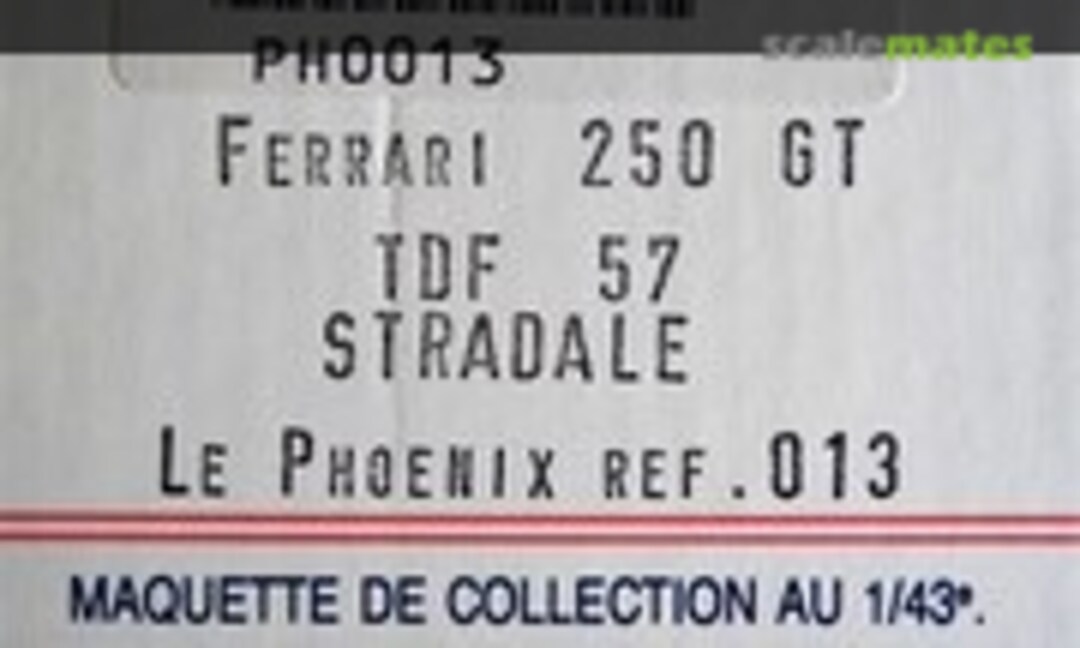 scalemates
PH0013
FERRARI 250 GT
TDF 57
STRADALE
LE PHOENIX REF.013
MAQUETTE DE COLLECTION AU 1/43e.